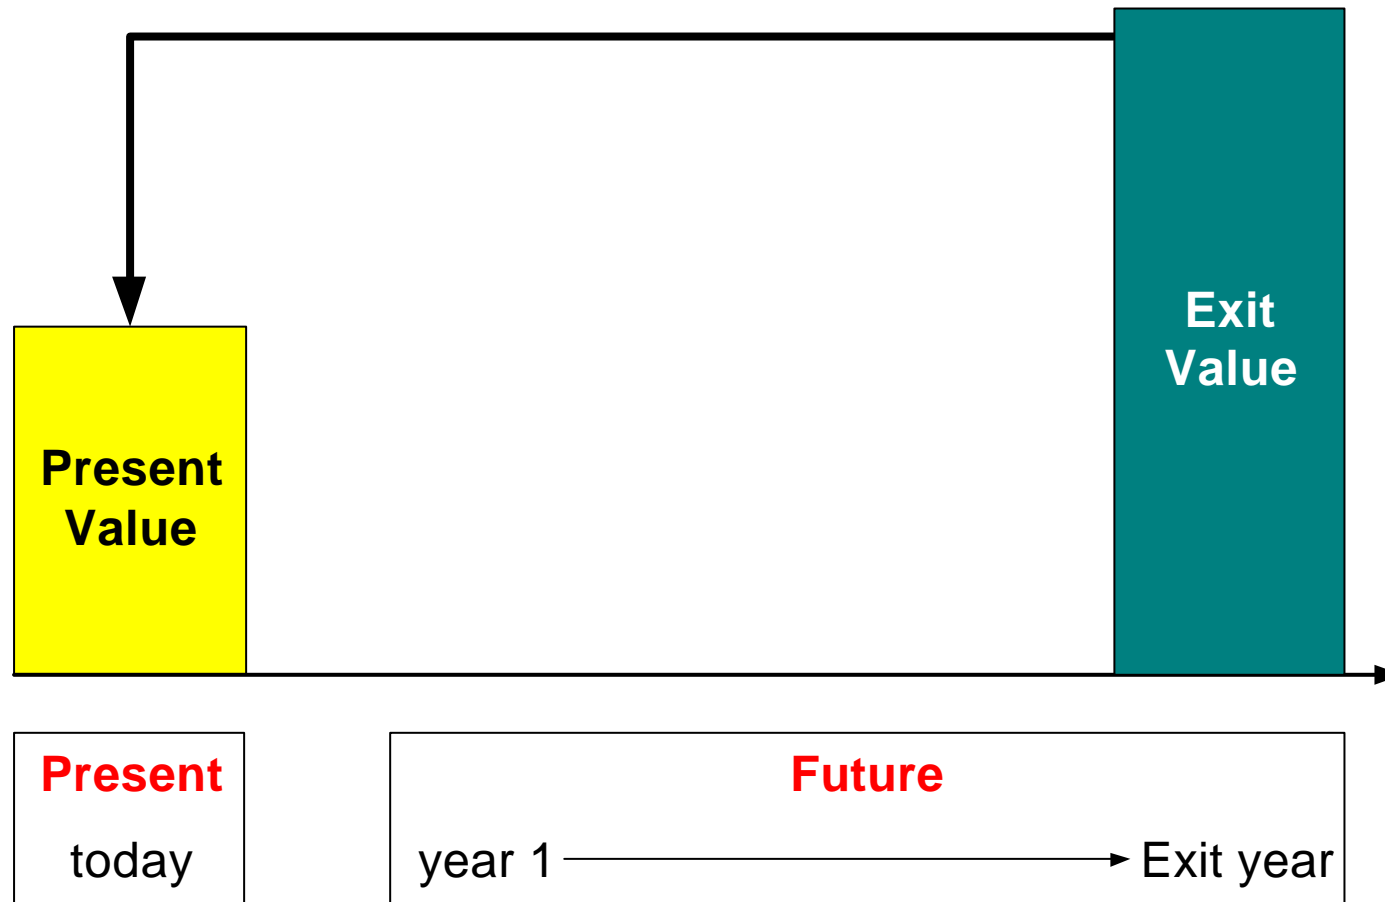 Exit
Value
Present
Value
Present
Future
today
year 1
Exit year